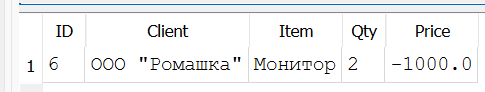 ID Client Item Qty Price
1 6 ООО "Ромашка" Монитор 2 -1000.0